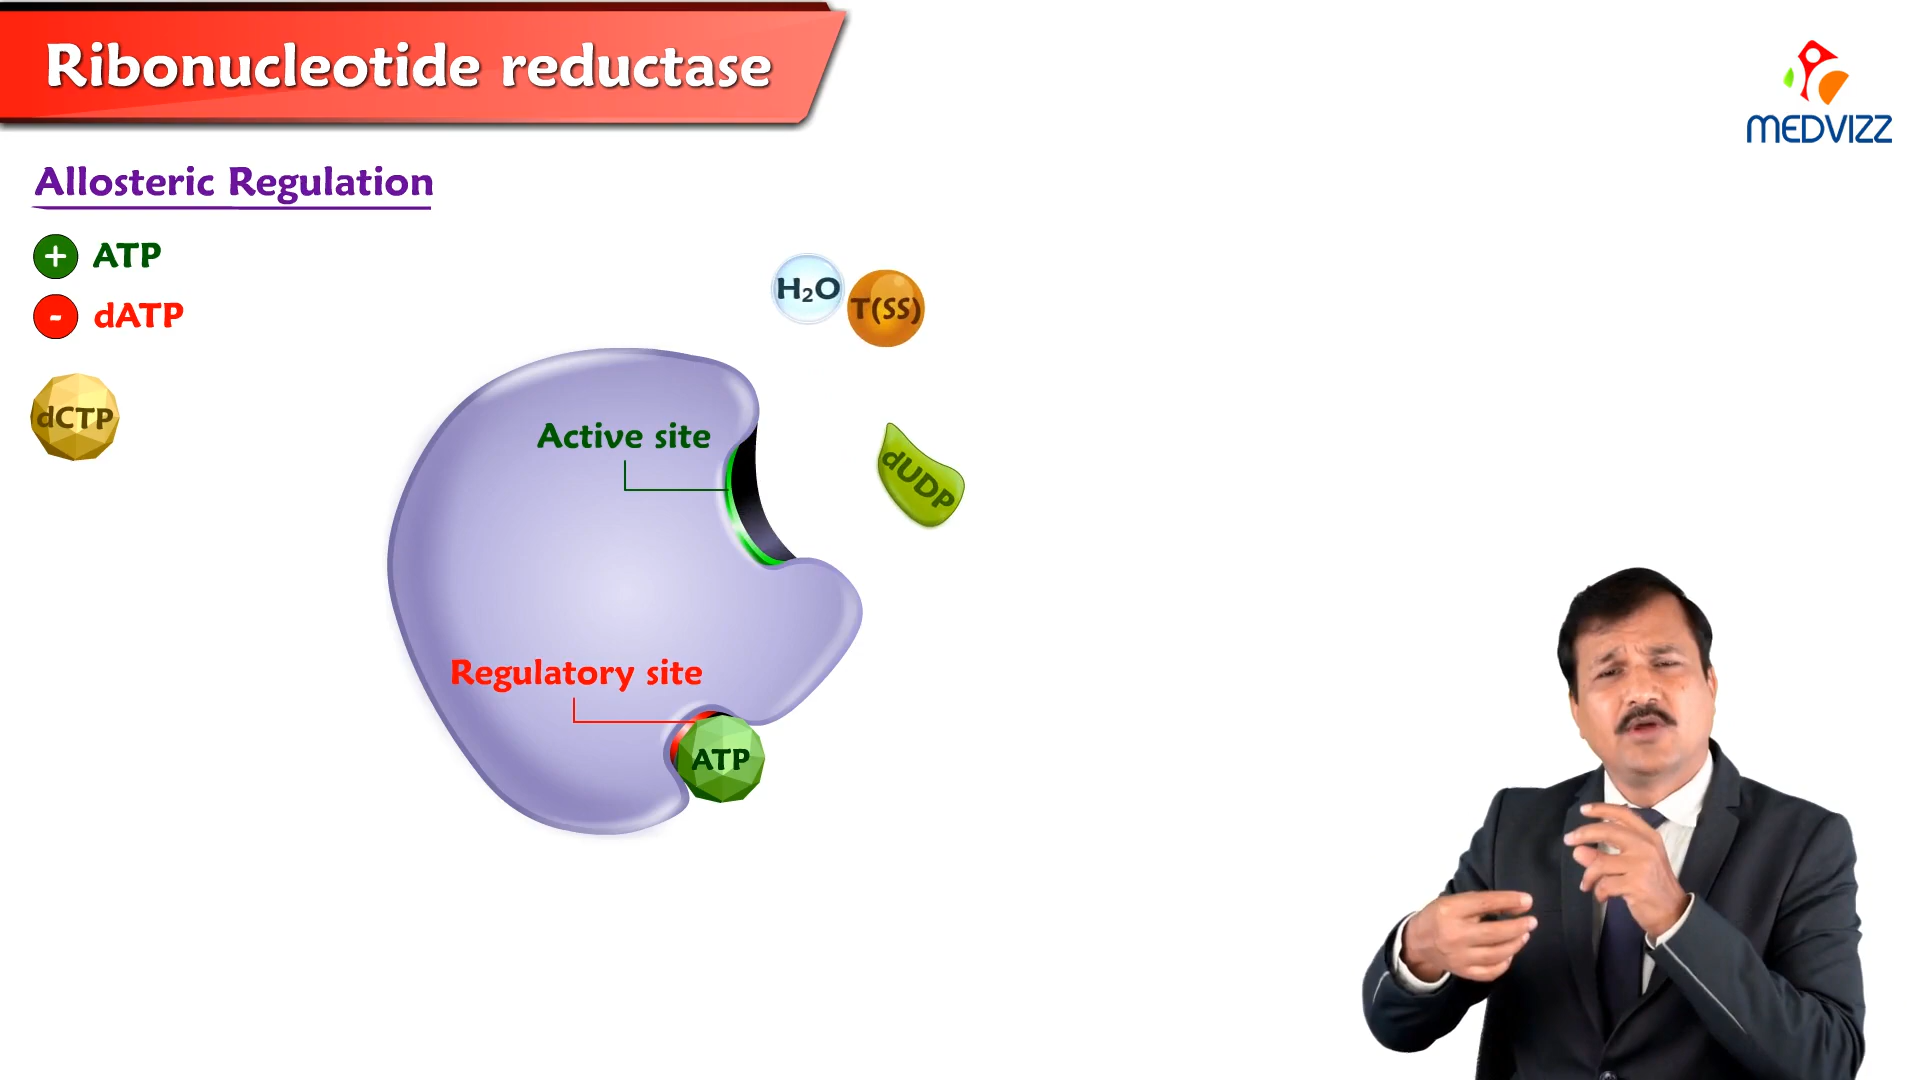 Ribonucleotide reductase
MEDVIZZ
Allosteric Regulation
+ ATP
- dATP
H₂O
T(SS)
dCTP
Active site
dUDP
Regulatory site
ATP